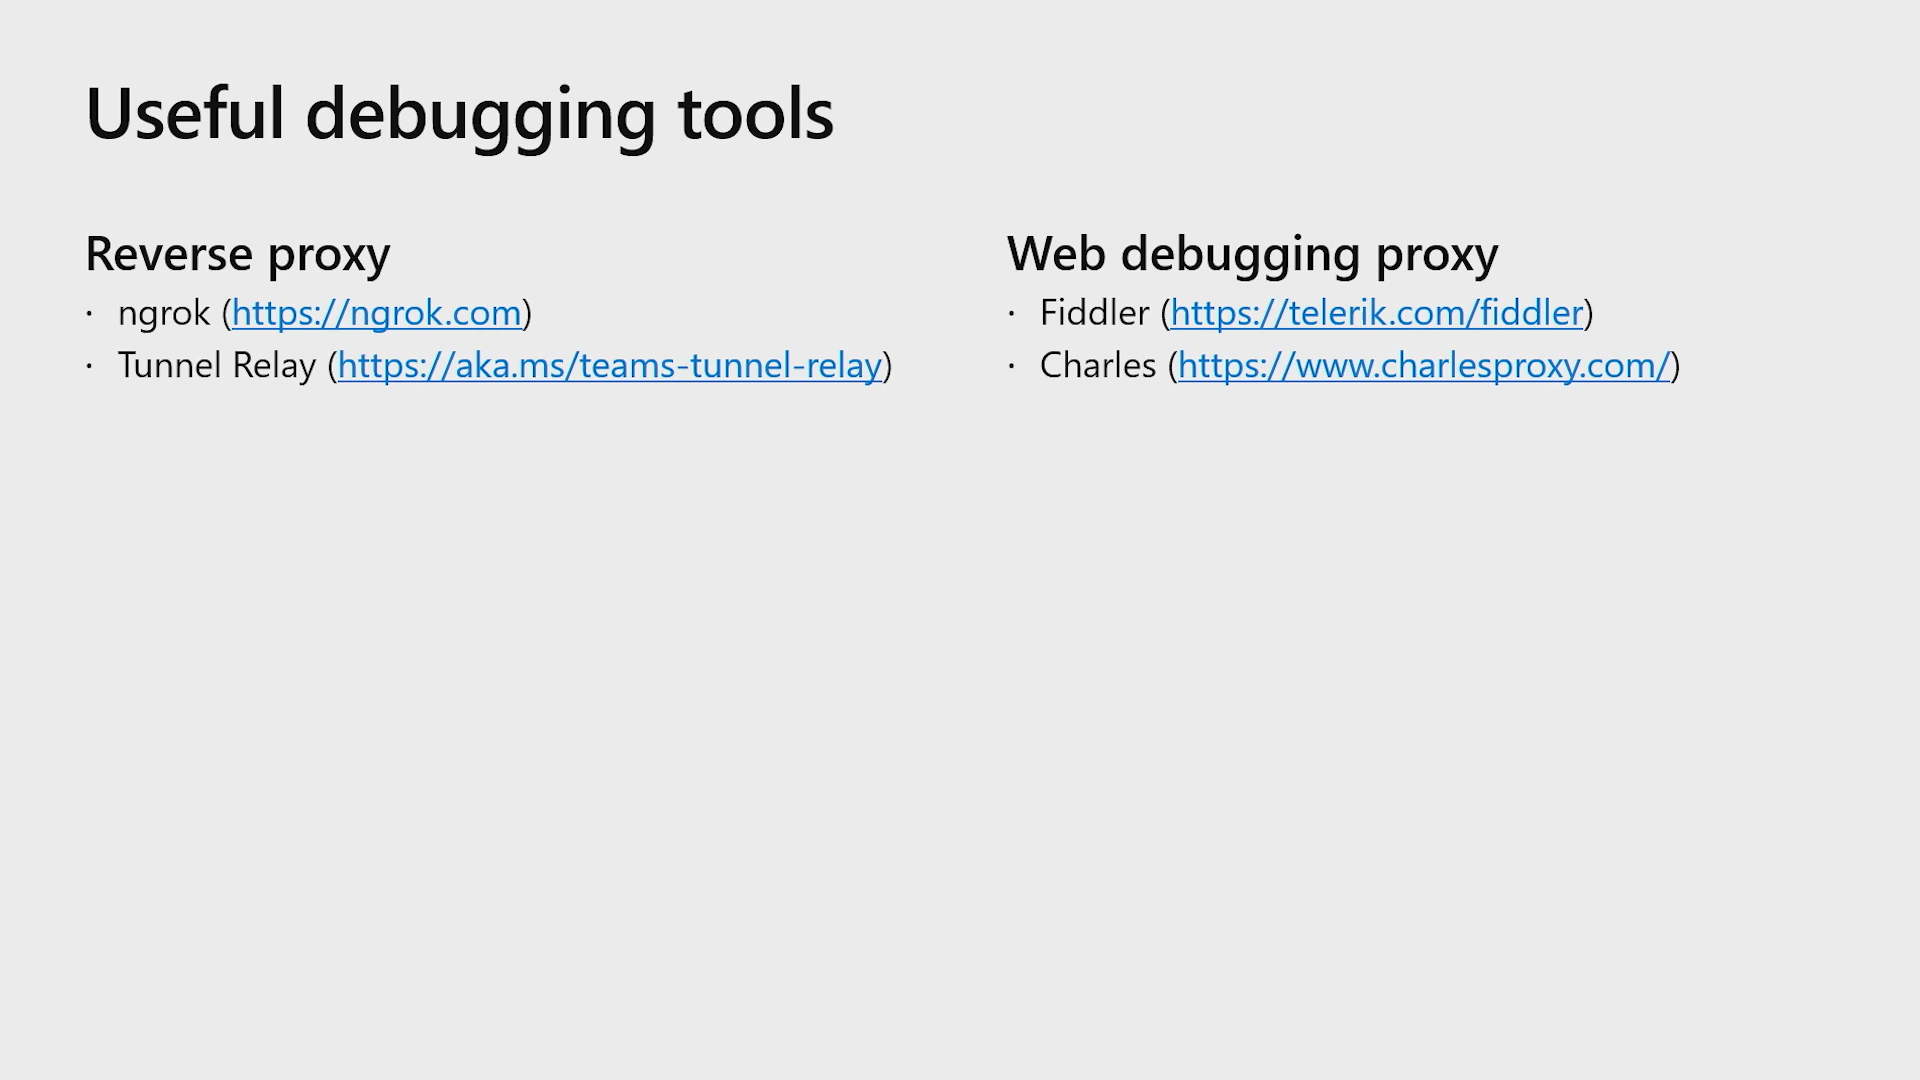 Useful debugging tools
Reverse proxy
· ngrok (https://ngrok.com)
· Tunnel Relay (https://aka.ms/teams-tunnel-relay)
Web debugging proxy
· Fiddler (https://telerik.com/fiddler)
· Charles (https://www.charlesproxy.com/)